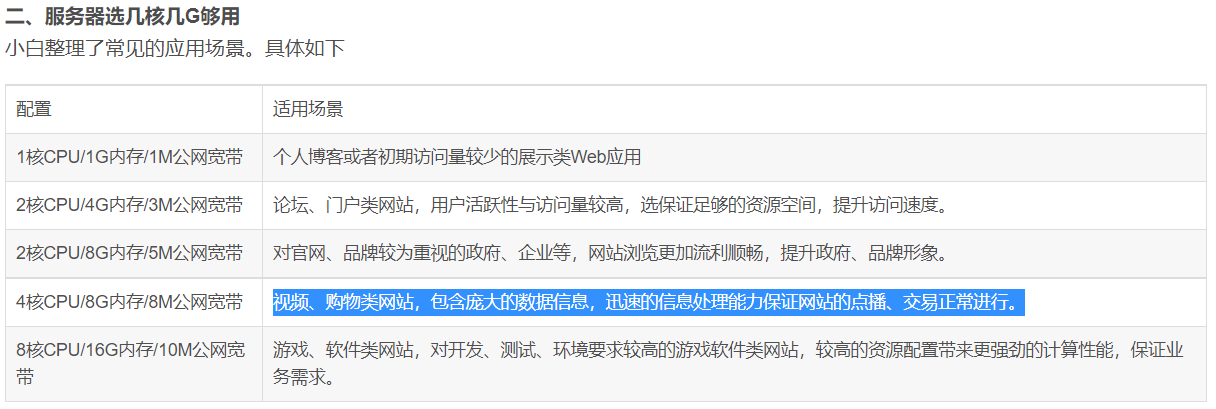 二、服务器选几核几G够用
小白整理了常见的应用场景。具体如下
配置
适用场景
1核CPU/1G内存/1M公网宽带
个人博客或者初期访问量较少的展示类Web应用
2核CPU/4G内存/3M公网宽带
论坛、门户类网站，用户活跃性与访问量较高，选保证足够的资源空间，提升访问速度。
2核CPU/8G内存/5M公网宽带
对官网、品牌较为重视的政府、企业等，网站浏览更加流利顺畅，提升政府、品牌形象。
4核CPU/8G内存/8M公网宽带
视频、购物类网站，包含庞大的数据信息，迅速的信息处理能力保证网站的点播、交易正常进行。
8核CPU/16G内存/10M公网宽
带
游戏、软件类网站，对开发、测试、环境要求较高的游戏软件类网站，较高的资源配置带来更强劲的计算性能，保证业
务需求。